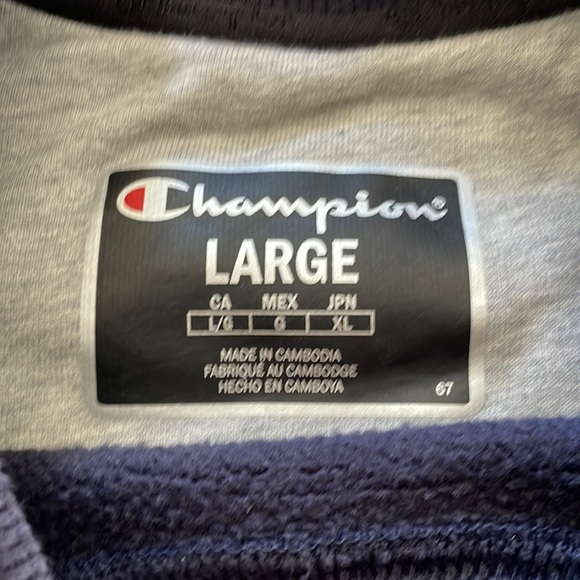 Champion®
LARGE
CA MEX JPN
L/G G XL
MADE IN CAMBODIA
FABRIQUÉ AU CAMBODGE
HECHO EN CAMBOYA
67